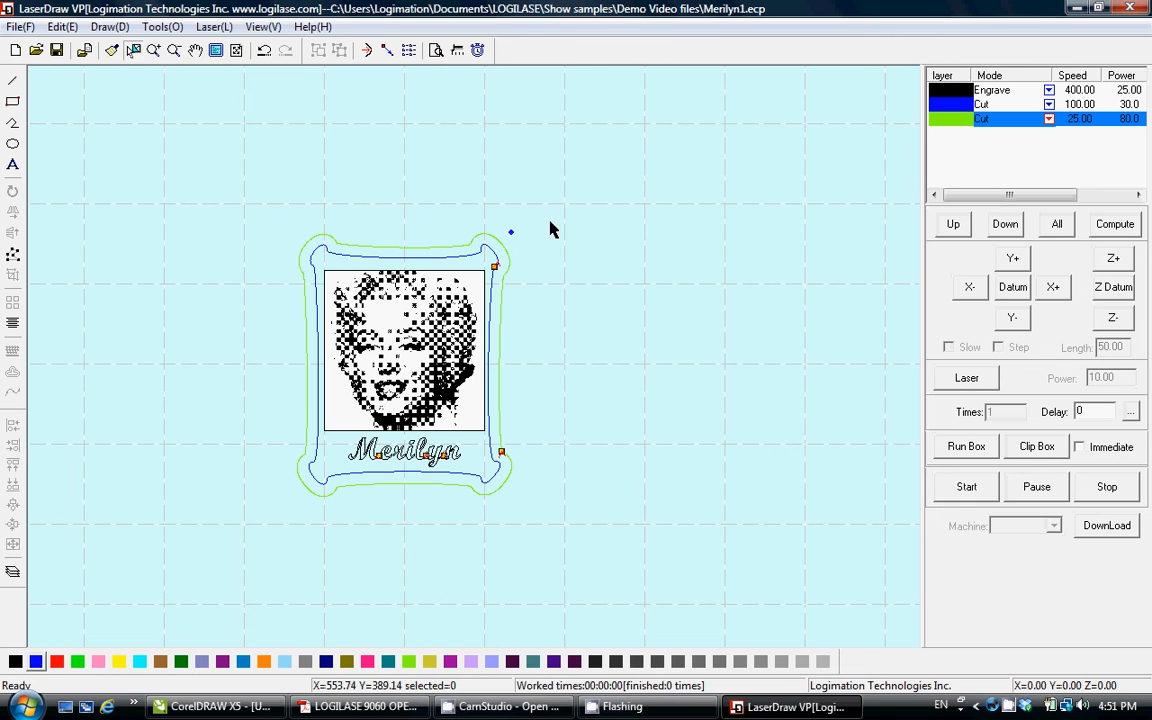 LaserDraw VP[Logimation Technologies Inc. www.logilase.com]--C:\Users\Logimation\Documents\LOGILASE\Show samples\Demo Video files\Merilyn1.ecp
File(F) Edit(E) Draw(D) Tools(O) Laser(L) View(V) Help(H)
layer Mode Speed Power
Engrave 400.00 25.00
Cut 100.00 30.0
Cut 25.00 80.0
Up Down All Compute
Y+ Z+
X- Datum X+ Z Datum
Y- Z-
Slow Step Length: 50.00
Laser Power: 10.00
Times: 1 Delay: 0 ...
Run Box Clip Box Immediate
Start Pause Stop
Machine: DownLoad
Merilyn
Ready X=553.74 Y=389.14 selected=0 Worked times:00:00:00[finished:0 times] Logimation Technologies Inc. X=0.00 Y=0.00 Z=0.00
CorelDRAW X5 - [U... LOGILASE 9060 OPE... CamStudio - Open ... Flashing LaserDraw VP[Logi... EN 4:51 PM